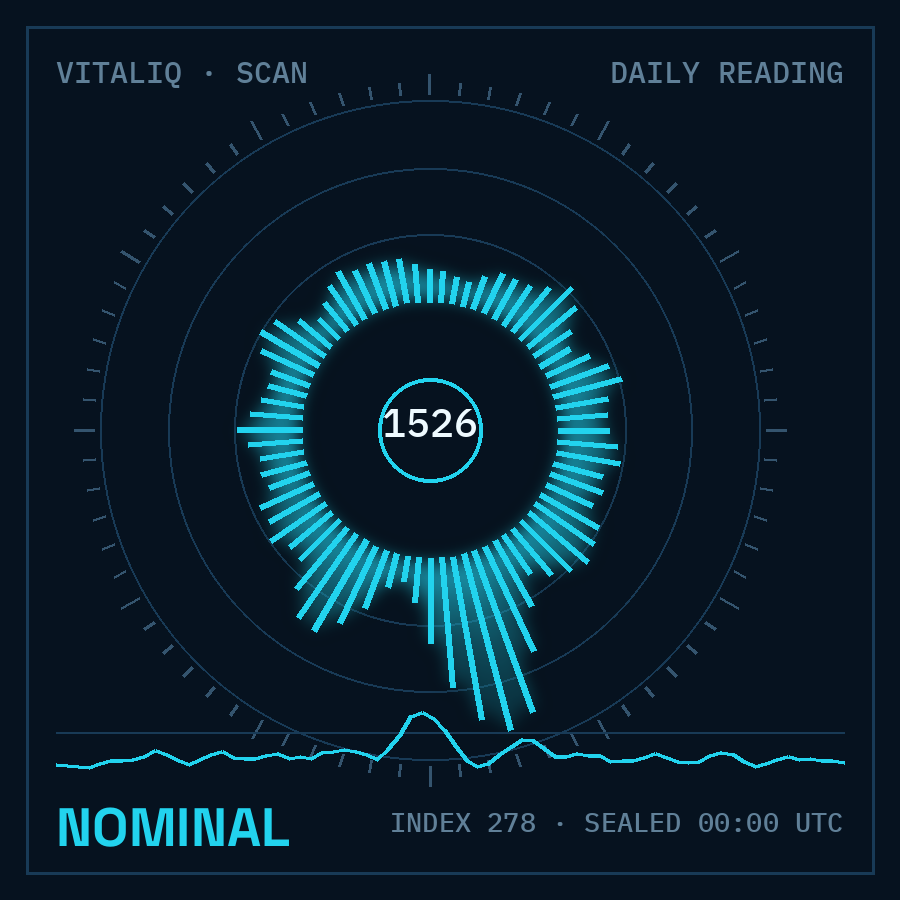 VITALIQ · SCAN
DAILY READING
1526
NOMINAL
INDEX 278 · SEALED 00:00 UTC